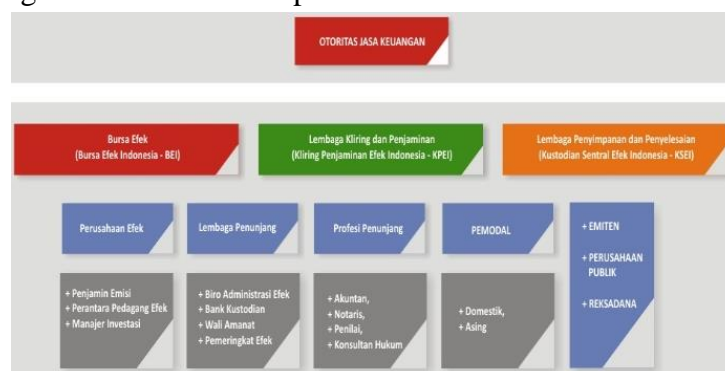 OTORITAS JASA KEUANGAN
Bursa Efek
(Bursa Efek Indonesia - BEI)
Lembaga Kliring dan Penjaminan
(Kliring Penjaminan Efek Indonesia - KPEI)
Lembaga Penyimpanan dan Penyelesaian
(Kustodian Sentral Efek Indonesia - KSEI)
Perusahaan Efek
Lembaga Penunjang
Profesi Penunjang
PEMODAL
+ EMITEN
+ PERUSAHAAN
PUBLIK
+ REKSADANA
+ Penjamin Emisi
+ Perantara Pedagang Efek
+ Manajer Investasi
+ Biro Administrasi Efek
+ Bank Kustodian
+ Wali Amanat
+ Pemeringkat Efek
+ Akuntan,
+ Notaris,
+ Penilai,
+ Konsultan Hukum
+ Domestik,
+ Asing